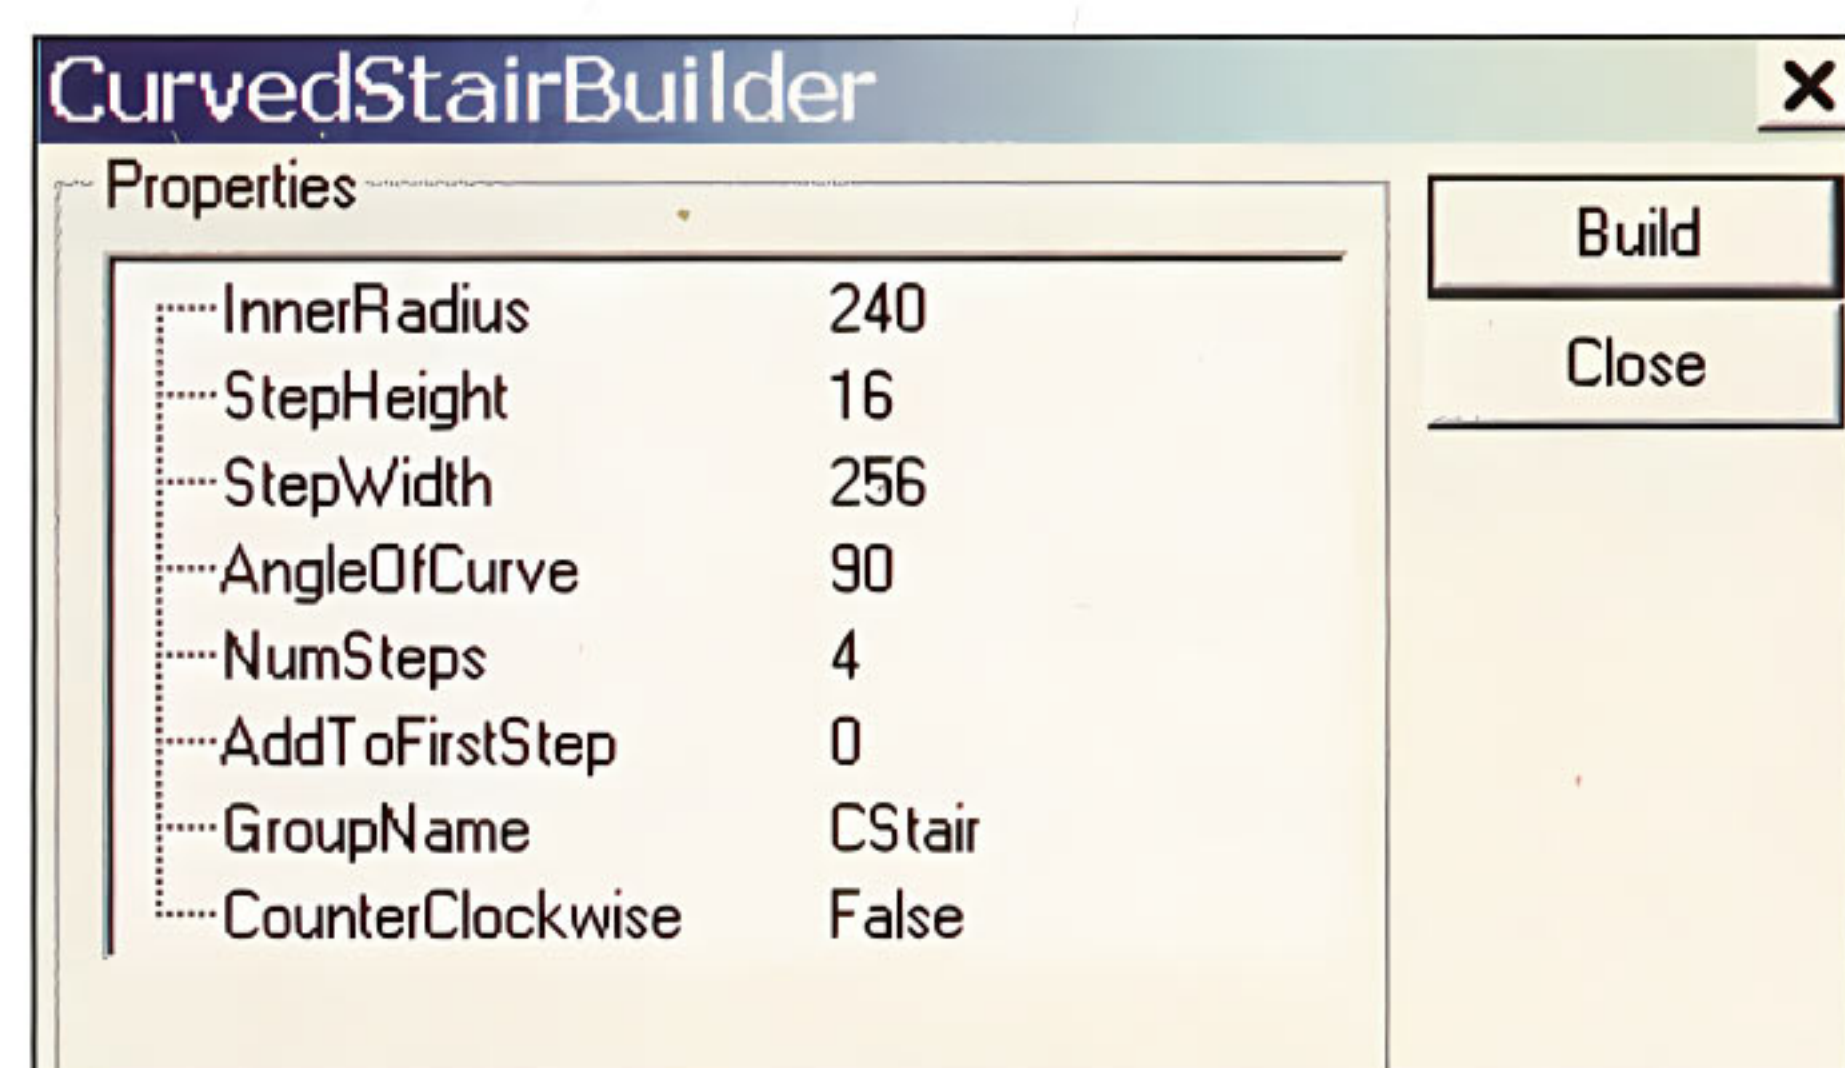 CurvedStairBuilder
Properties
Build
Close
InnerRadius 240
StepHeight 16
StepWidth 256
AngleOfCurve 90
NumSteps 4
AddToFirstStep 0
GroupName CStair
CounterClockwise False